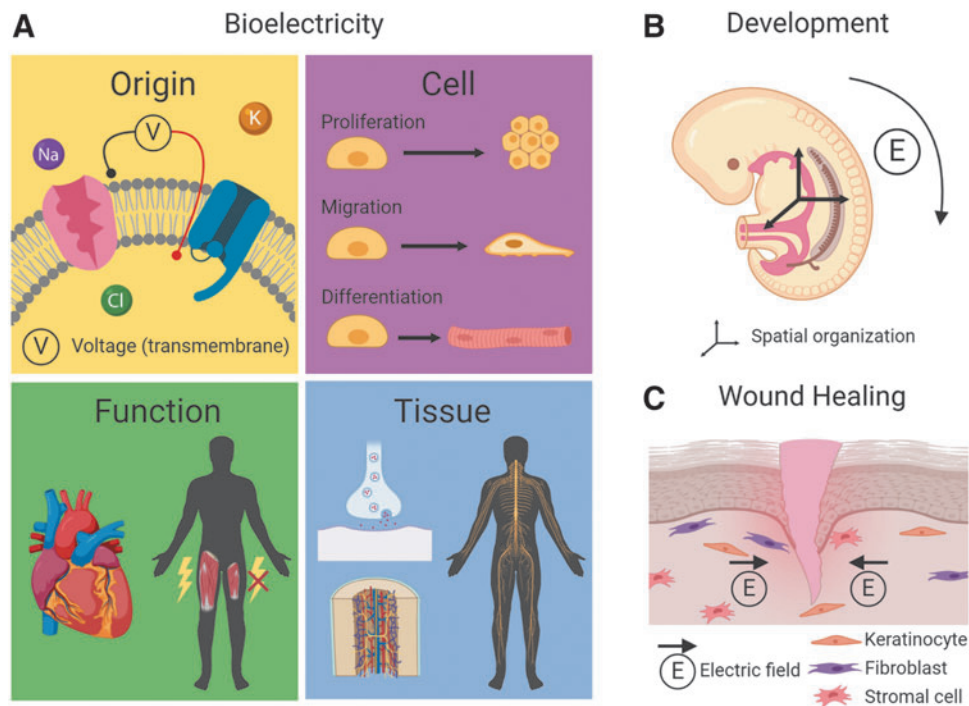 A
Bioelectricity
Origin
V
K
Na
Cl
V Voltage (transmembrane)
Cell
Proliferation
Migration
Differentiation
Function
Tissue
B
Development
E
Spatial organization
C
Wound Healing
E
E
E Electric field
Keratinocyte
Fibroblast
Stromal cell